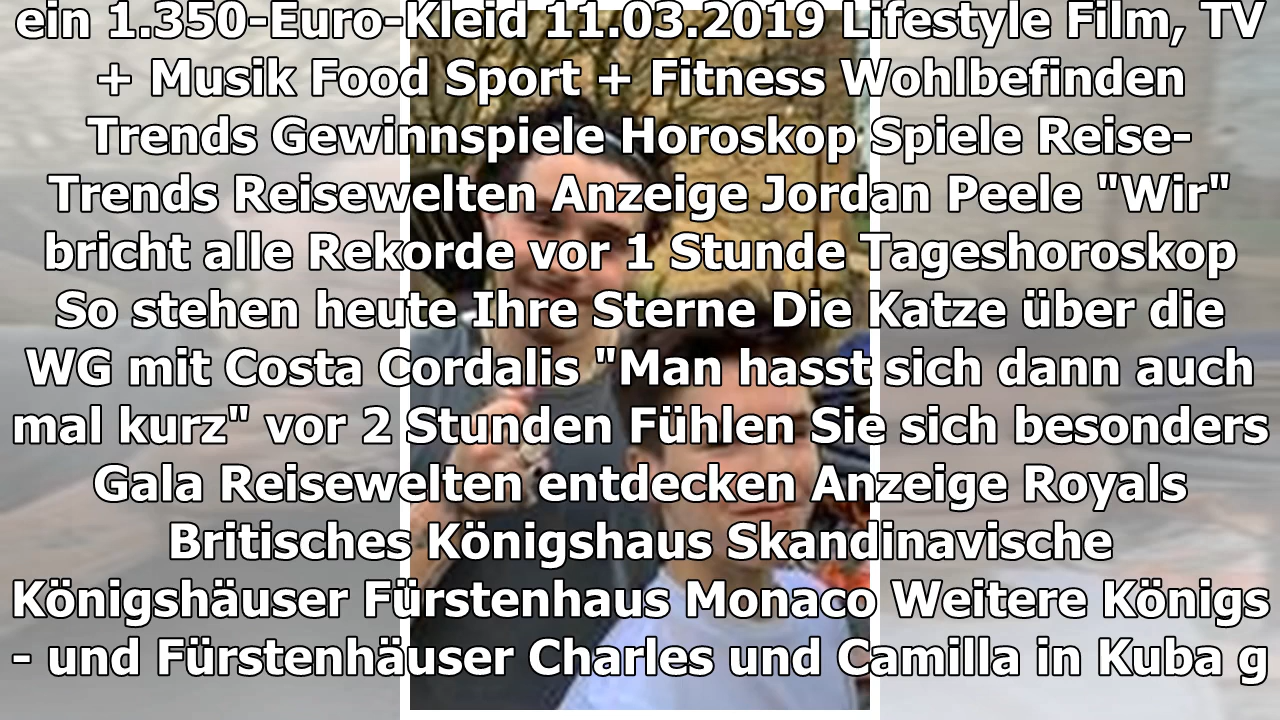 ein 1.350-Euro-Kleid 11.03.2019 Lifestyle Film, TV
+ Musik Food Sport + Fitness Wohlbefinden
Trends Gewinnspiele Horoskop Spiele Reise-
Trends Reisewelten Anzeige Jordan Peele "Wir"
bricht alle Rekorde vor 1 Stunde Tageshoroskop
So stehen heute Ihre Sterne Die Katze über die
WG mit Costa Cordalis "Man hasst sich dann auch
mal kurz" vor 2 Stunden Fühlen Sie sich besonders
Gala Reisewelten entdecken Anzeige Royals
Britisches Königshaus Skandinavische
Königshäuser Fürstenhaus Monaco Weitere Königs
- und Fürstenhäuser Charles und Camilla in Kuba g